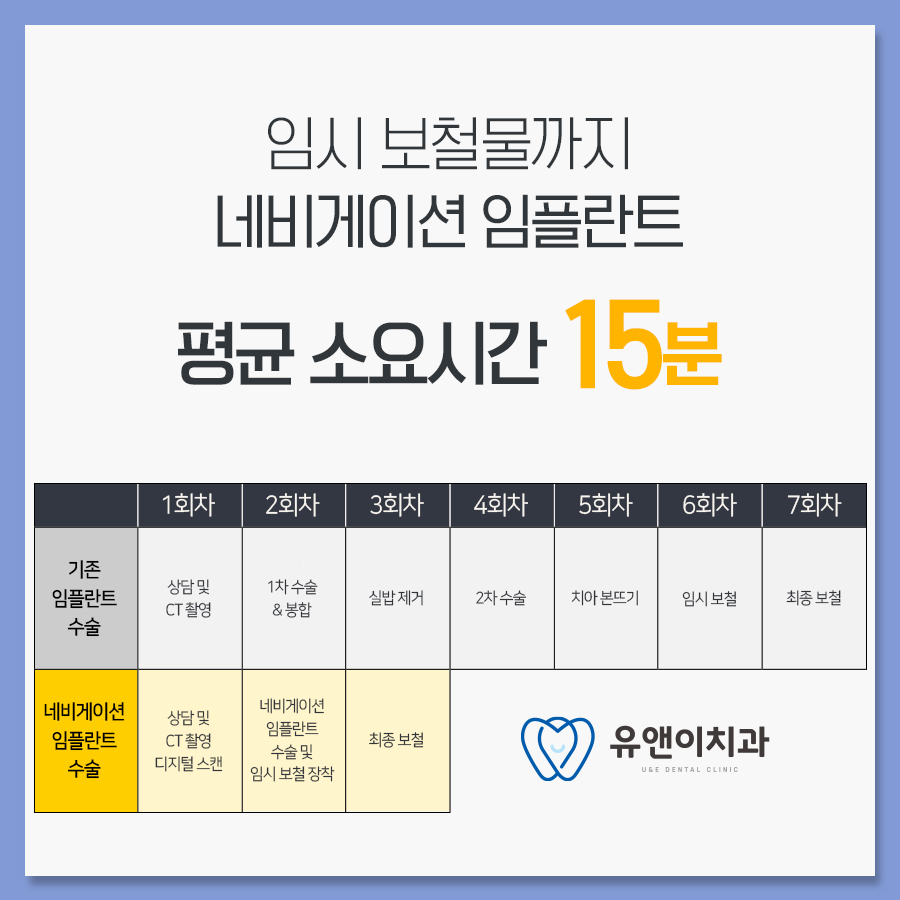 임시 보철물까지
네비게이션 임플란트
평균 소요시간 15분
1회차 2회차 3회차 4회차 5회차 6회차 7회차
기존
임플란트
수술
상담 및
CT 촬영
1차 수술
& 봉합
실밥 제거
2차 수술
치아 본뜨기
임시 보철
최종 보철
네비게이션
임플란트
수술
상담 및
CT 촬영
디지털 스캔
네비게이션
임플란트
수술 및
임시 보철 장착
최종 보철
유앤이치과
U&E DENTAL CLINIC